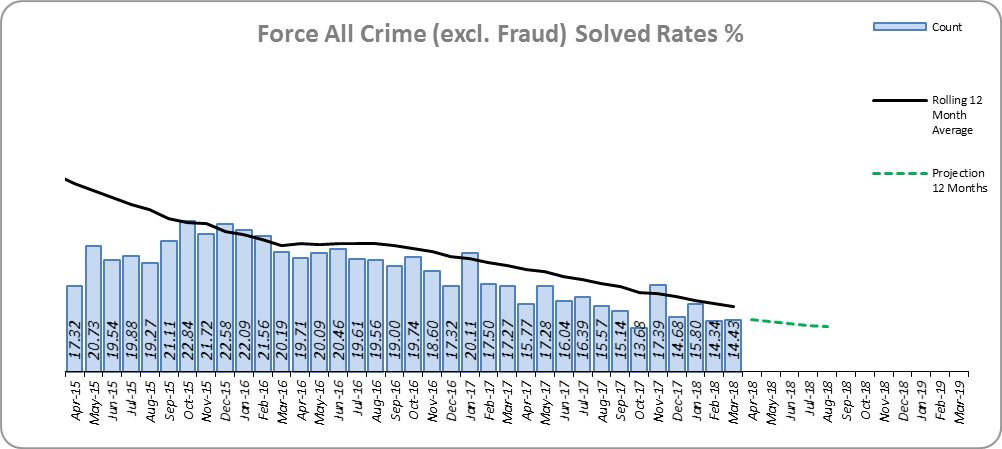 Force All Crime (excl. Fraud) Solved Rates %
Count
Rolling 12
Month
Average
Projection
12 Months
17.32
20.73
19.54
19.88
19.27
21.11
22.84
21.72
22.58
22.09
21.56
20.19
19.71
20.09
20.46
19.61
19.56
19.00
19.74
18.60
17.32
20.11
17.50
17.27
15.77
17.28
16.04
16.39
15.57
15.14
13.68
17.39
14.68
15.80
14.34
14.43
Apr-15
May-15
Jun-15
Jul-15
Aug-15
Sep-15
Oct-15
Nov-15
Dec-15
Jan-16
Feb-16
Mar-16
Apr-16
May-16
Jun-16
Jul-16
Aug-16
Sep-16
Oct-16
Nov-16
Dec-16
Jan-17
Feb-17
Mar-17
Apr-17
May-17
Jun-17
Jul-17
Aug-17
Sep-17
Oct-17
Nov-17
Dec-17
Jan-18
Feb-18
Mar-18
Apr-18
May-18
Jun-18
Jul-18
Aug-18
Sep-18
Oct-18
Nov-18
Dec-18
Jan-19
Feb-19
Mar-19